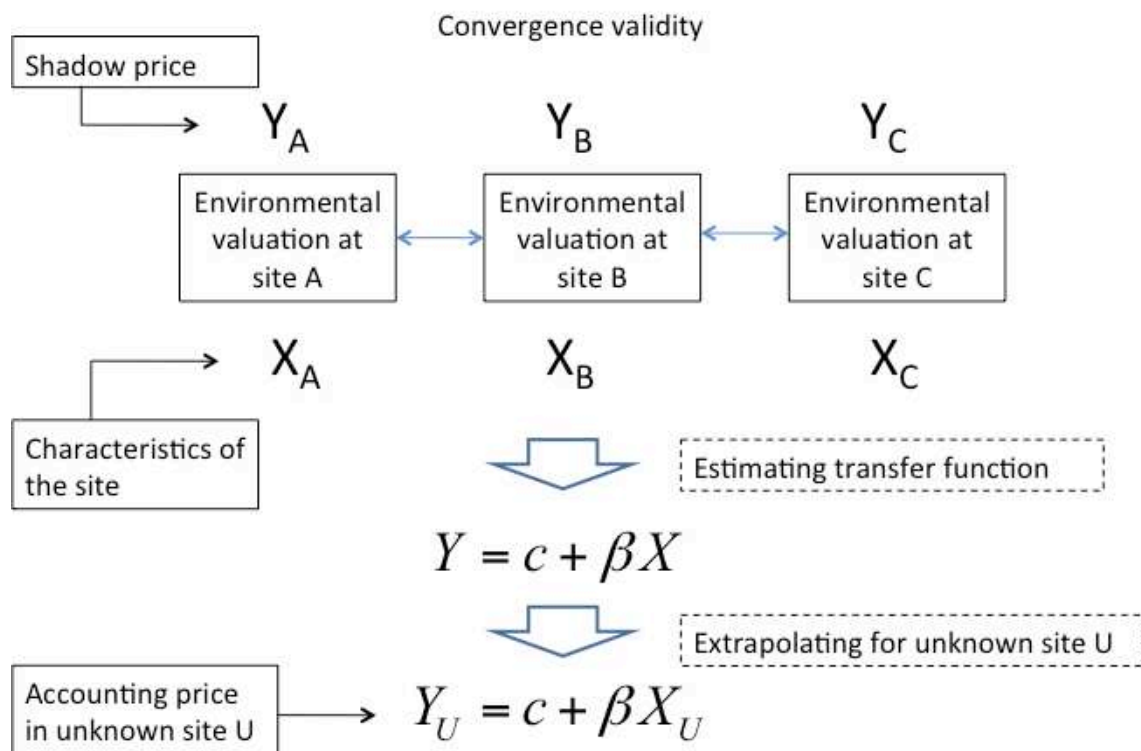 Convergence validity
Shadow price
Y_A
Y_B
Y_C
Environmental
valuation at
site A
Environmental
valuation at
site B
Environmental
valuation at
site C
X_A
X_B
X_C
Characteristics of
the site
Estimating transfer function
Y = c + βX
Extrapolating for unknown site U
Accounting price
in unknown site U
Y_U = c + βX_U